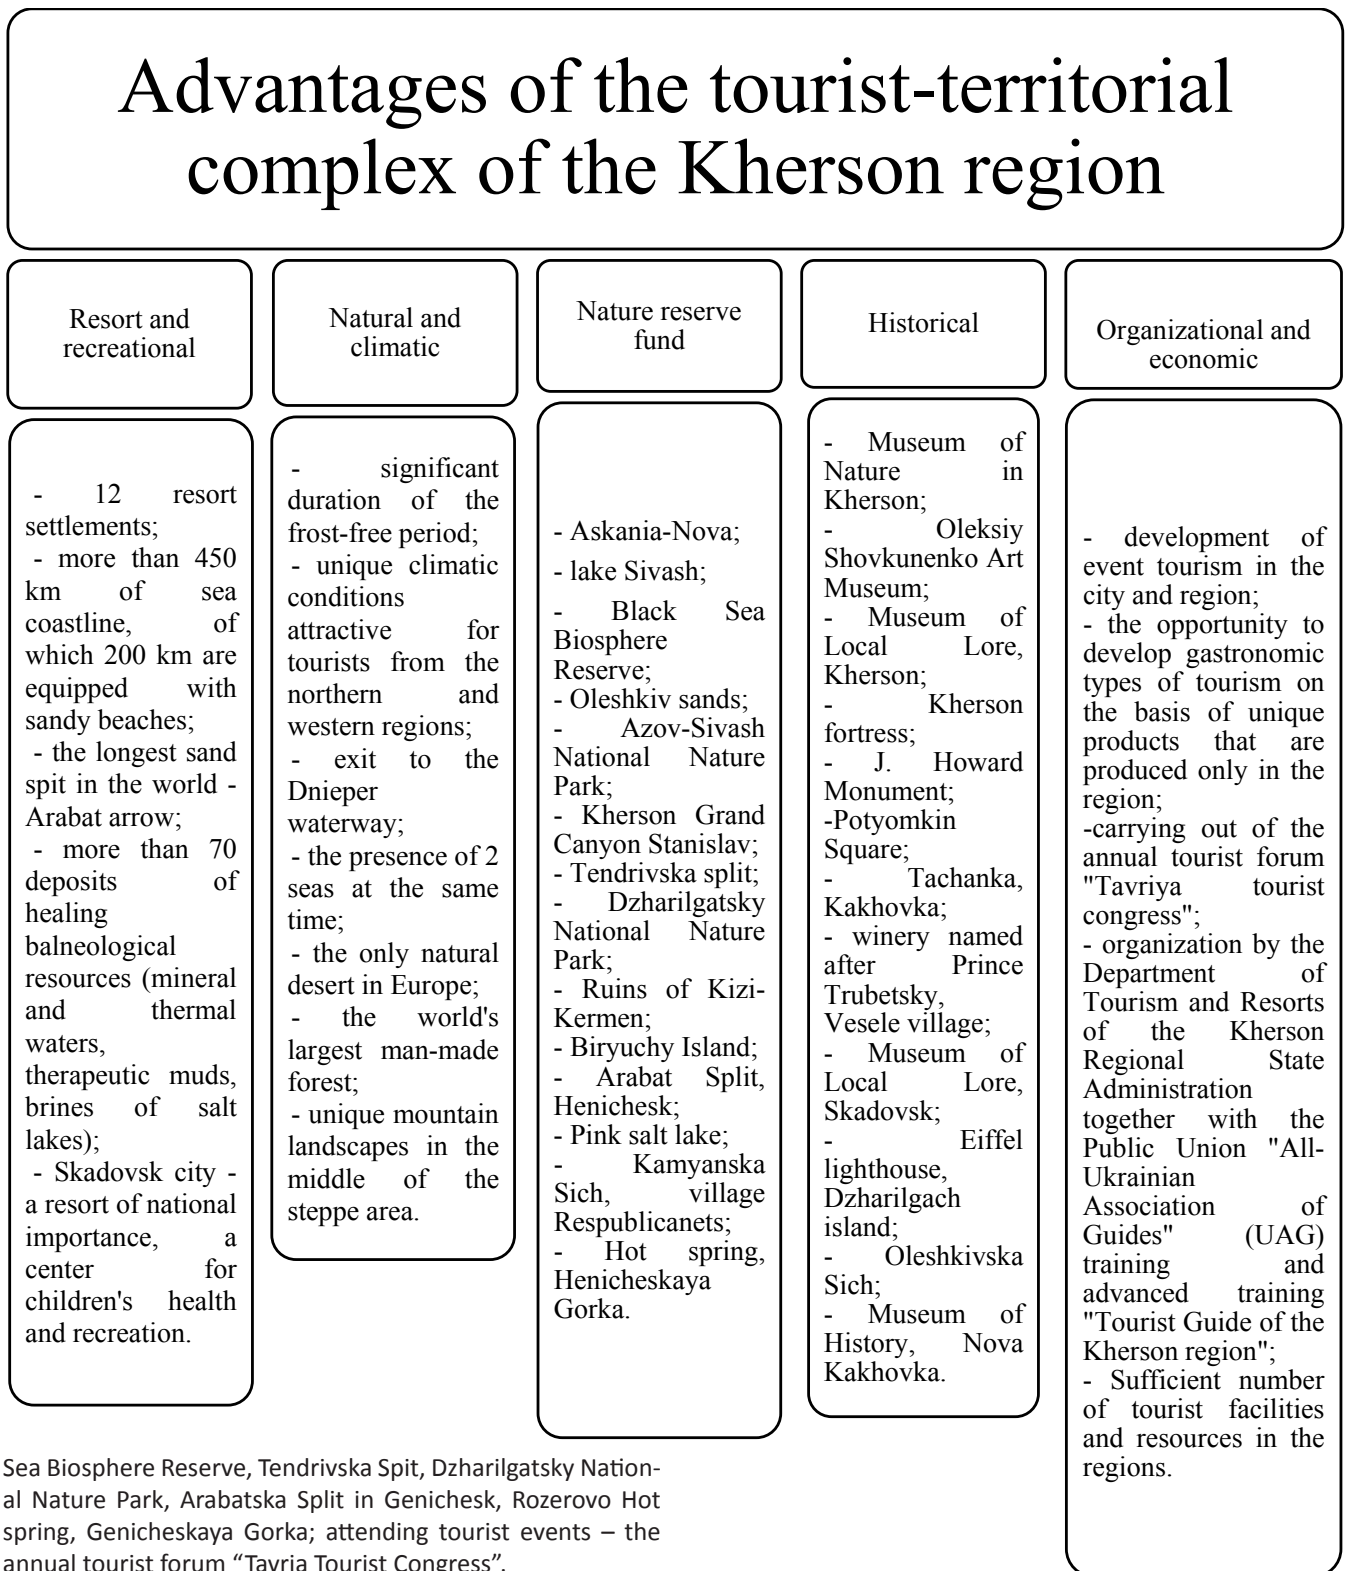 Advantages of the tourist-territorial
complex of the Kherson region
Resort and
recreational
- 12 resort
settlements;
- more than 450
km of sea
coastline, of
which 200 km are
equipped with
sandy beaches;
- the longest sand
spit in the world -
Arabat arrow;
- more than 70
deposits of
healing
balneological
resources (mineral
and thermal
waters,
therapeutic muds,
brines of salt
lakes);
- Skadovsk city -
a resort of national
importance, a
center for
children's health
and recreation.
Natural and
climatic
- significant
duration of the
frost-free period;
- unique climatic
conditions
attractive for
tourists from the
northern and
western regions;
- exit to the
Dnieper
waterway;
- the presence of 2
seas at the same
time;
- the only natural
desert in Europe;
- the world's
largest man-made
forest;
- unique mountain
landscapes in the
middle of the
steppe area.
Nature reserve
fund
- Askania-Nova;
- lake Sivash;
- Black Sea
Biosphere
Reserve;
- Oleshkiv sands;
- Azov-Sivash
National Nature
Park;
- Kherson Grand
Canyon Stanislav;
- Tendrivska split;
- Dzharilgatsky
National Nature
Park;
- Ruins of Kizi-
Kermen;
- Biryuchy Island;
- Arabat Split,
Henichesk;
- Pink salt lake;
- Kamyanska
Sich, village
Respublicanets;
- Hot spring,
Henicheskaya
Gorka.
Historical
- Museum of
Nature in
Kherson;
- Oleksiy
Shovkunenko Art
Museum;
- Museum of
Local Lore,
Kherson;
- Kherson
fortress;
- J. Howard
Monument;
-Potyomkin
Square;
- Tachanka,
Kakhovka;
- winery named
after Prince
Trubetsky,
Vesele village;
- Museum of
Local Lore,
Skadovsk;
- Eiffel
lighthouse,
Dzharilgach
island;
- Oleshkivska
Sich;
- Museum of
History, Nova
Kakhovka.
Organizational and
economic
- development of
event tourism in the
city and region;
- the opportunity to
develop gastronomic
types of tourism on
the basis of unique
products that are
produced only in the
region;
-carrying out of the
annual tourist forum
"Tavriya tourist
congress";
- organization by the
Department of
Tourism and Resorts
of the Kherson
Regional State
Administration
together with the
Public Union "All-
Ukrainian
Association of
Guides" (UAG)
training and
advanced training
"Tourist Guide of the
Kherson region";
- Sufficient number
of tourist facilities
and resources in the
regions.
Sea Biosphere Reserve, Tendrivska Spit, Dzharilgatsky Nation-
al Nature Park, Arabatska Split in Genichesk, Rozerovo Hot
spring, Genicheskaya Gorka; attending tourist events – the
annual tourist forum “Tavria Tourist Congress”.